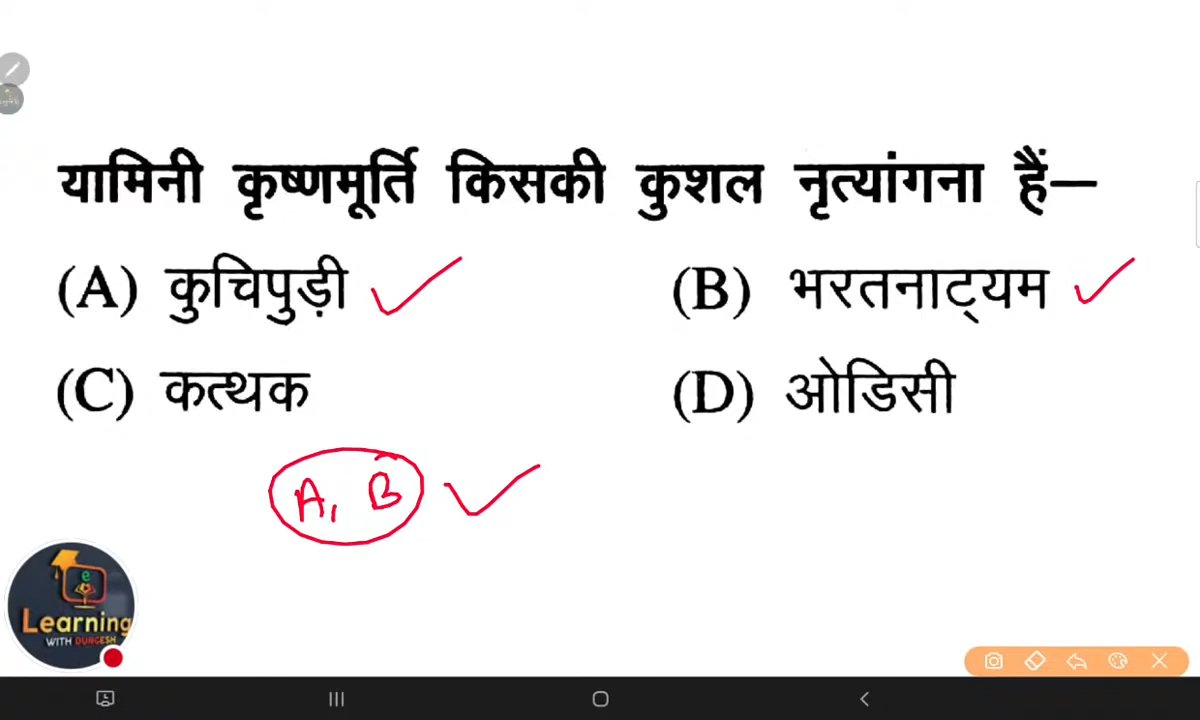 यामिनी कृष्णमूर्ति किसकी कुशल नृत्यांगना हैं—
(A) कुचिपुड़ी (B) भरतनाट्यम
(C) कत्थक (D) ओडिसी
A, B
e
Learning
WITH DURGESH